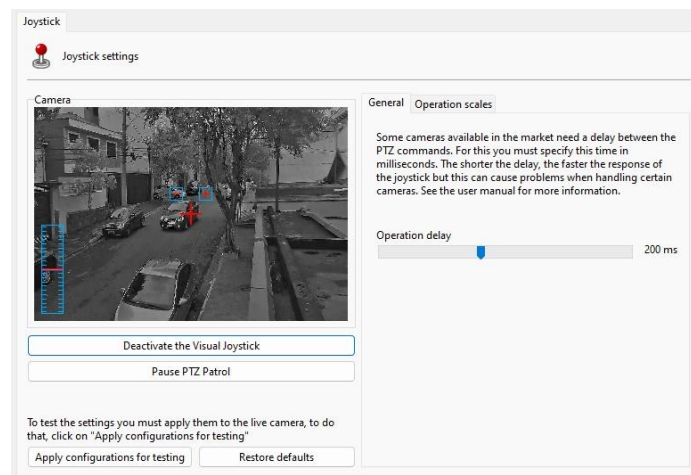 Joystick
Joystick settings
Camera
Deactivate the Visual Joystick
Pause PTZ Patrol
To test the settings you must apply them to the live camera, to do
that, click on "Apply configurations for testing"
Apply configurations for testing
Restore defaults
General
Operation scales
Some cameras available in the market need a delay between the
PTZ commands. For this you must specify this time in
milliseconds. The shorter the delay, the faster the response of
the joystick but this can cause problems when handling certain
cameras. See the user manual for more information.
Operation delay
200 ms